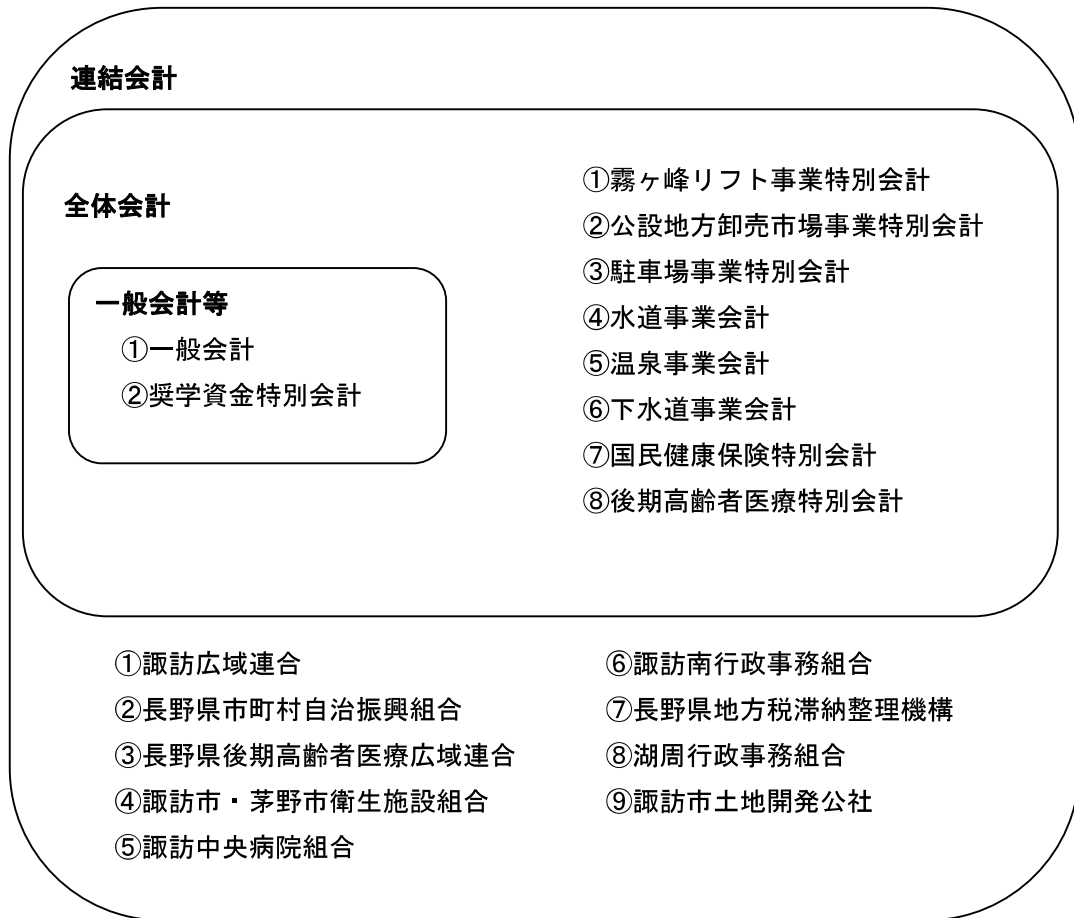 連結会計
全体会計
一般会計等
①一般会計
②奨学資金特別会計
①霧ヶ峰リフト事業特別会計
②公設地方卸売市場事業特別会計
③駐車場事業特別会計
④水道事業会計
⑤温泉事業会計
⑥下水道事業会計
⑦国民健康保険特別会計
⑧後期高齢者医療特別会計
①諏訪広域連合
②長野県市町村自治振興組合
③長野県後期高齢者医療広域連合
④諏訪市・茅野市衛生施設組合
⑤諏訪中央病院組合
⑥諏訪南行政事務組合
⑦長野県地方税滞納整理機構
⑧湖周行政事務組合
⑨諏訪市土地開発公社